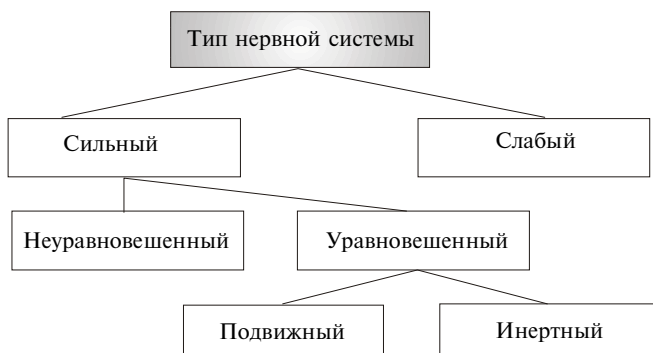 Тип нервной системы
Сильный
Слабый
Неуравновешенный
Уравновешенный
Подвижный
Инертный